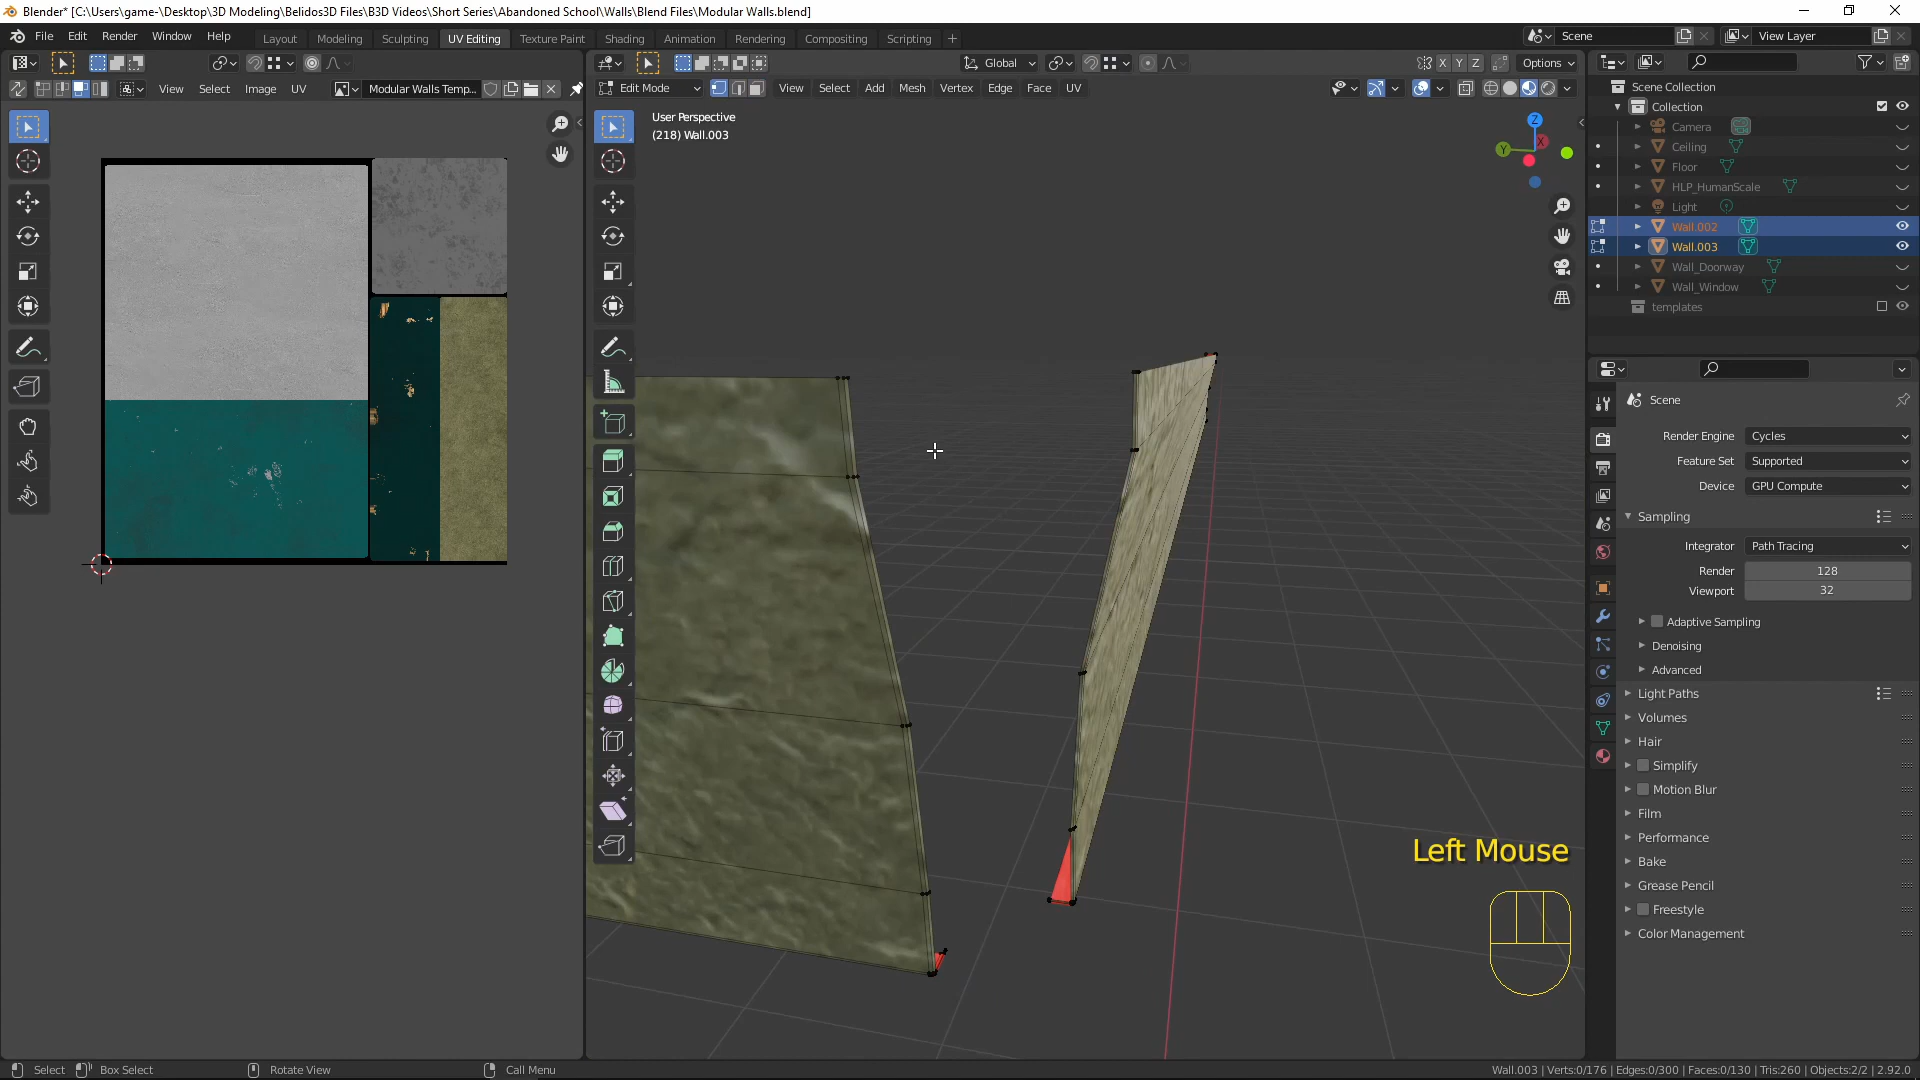 Blender* [C:\Users\game-\Desktop\3D Modeling\Belidos3D Files\B3D Videos\Short Series\Abandoned School\Walls\Blend Files\Modular Walls.blend]
File Edit Render Window Help Layout Modeling Sculpting UV Editing Texture Paint Shading Animation Rendering Compositing Scripting + Scene View Layer
Global X Y Z Options
View Select Image UV Modular Walls Temp... Edit Mode View Select Add Mesh Vertex Edge Face UV
User Perspective
(218) Wall.003
Z
Y
X
Scene Collection
Collection
Camera
Ceiling
Floor
HLP_HumanScale
Light
Wall.002
Wall.003
Wall_Doorway
Wall_Window
templates
Scene
Render Engine Cycles
Feature Set Supported
Device GPU Compute
Sampling
Integrator Path Tracing
Render 128
Viewport 32
Adaptive Sampling
Denoising
Advanced
Light Paths
Volumes
Hair
Simplify
Motion Blur
Film
Performance
Bake
Grease Pencil
Freestyle
Color Management
Left Mouse
Select Box Select Rotate View Call Menu Wall.003 | Verts:0/176 | Edges:0/300 | Faces:0/130 | Tris:260 | Objects:2/2 | 2.92.0